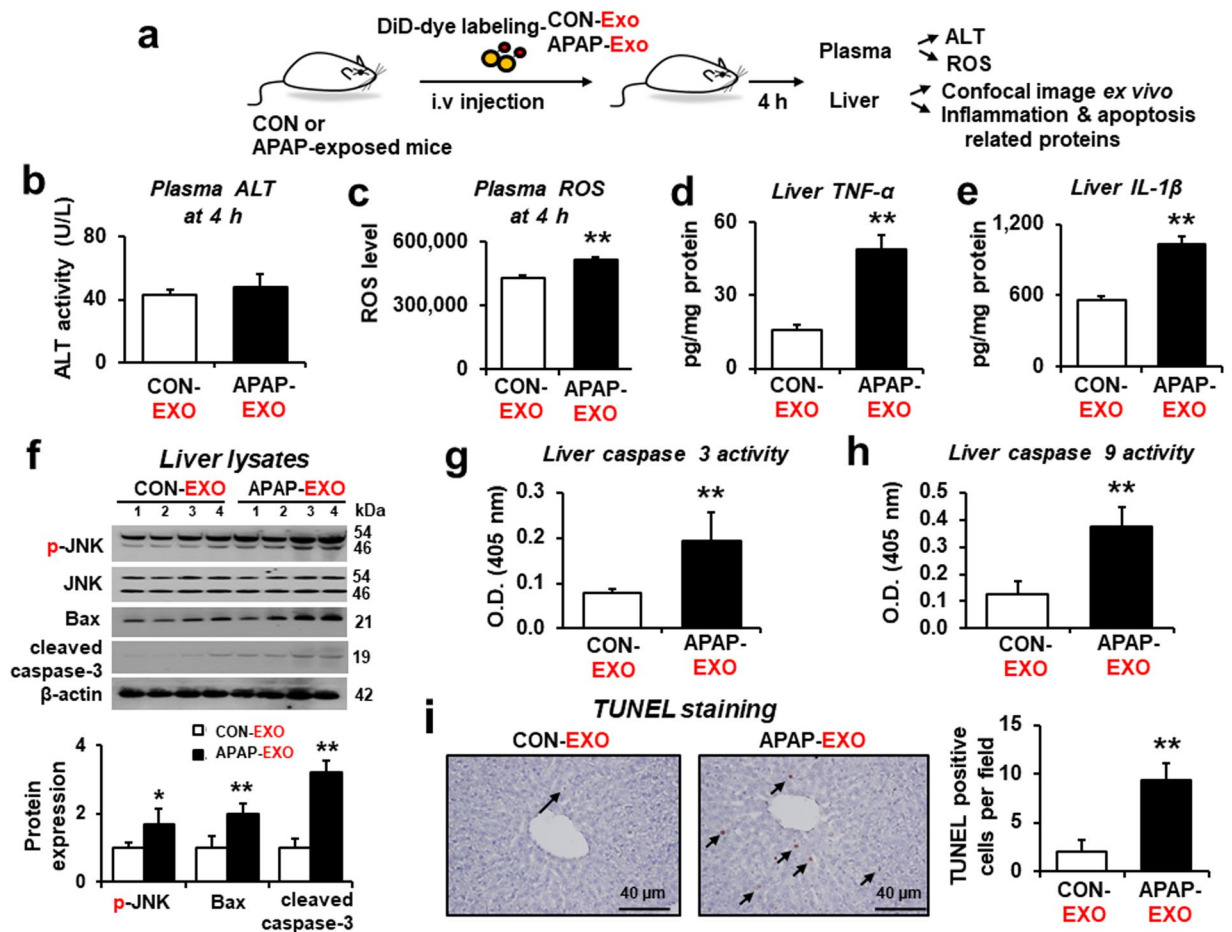 a
DiD-dye labeling-
CON-Exo
APAP-Exo
i.v injection
CON or
APAP-exposed mice
4 h
Plasma
ALT
ROS
Liver
Confocal image ex vivo
Inflammation & apoptosis
related proteins
b
Plasma ALT
at 4 h
ALT activity (U/L)
80
40
0
CON-
EXO
APAP-
EXO
c
Plasma ROS
at 4 h
ROS level
600,000
300,000
0
**
CON-
EXO
APAP-
EXO
d
Liver TNF-α
pg/mg protein
60
30
0
**
CON-
EXO
APAP-
EXO
e
Liver IL-1β
pg/mg protein
1,200
600
0
**
CON-
EXO
APAP-
EXO
f
Liver lysates
CON-EXO APAP-EXO
1 2 3 4 1 2 3 4 kDa
p-JNK
54
46
JNK
54
46
Bax
21
cleaved
caspase-3
19
β-actin
42
CON-EXO
APAP-EXO
Protein
expression
4
2
0
*
**
**
p-JNK
Bax
cleaved
caspase-3
g
Liver caspase 3 activity
O.D. (405 nm)
0.3
0.2
0.1
0.0
**
CON-
EXO
APAP-
EXO
h
Liver caspase 9 activity
O.D. (405 nm)
0.5
0.4
0.3
0.2
0.1
0.0
**
CON-
EXO
APAP-
EXO
i
TUNEL staining
CON-EXO
APAP-EXO
40 μm
40 μm
TUNEL positive
cells per field
15
10
5
0
**
CON-
EXO
APAP-
EXO